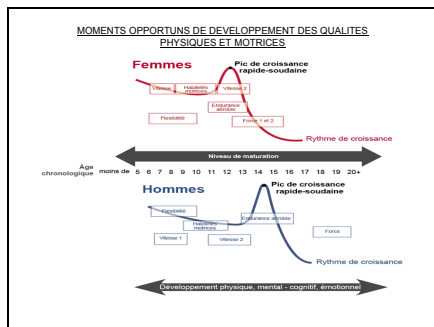 MOMENTS OPPORTUNS DE DEVELOPPEMENT DES QUALITES
PHYSIQUES ET MOTRICES
Femmes
Pic de croissance
rapide-soudaine
Vitesse
Habiletés
motrices
Vitesse 2
Endurance
aérobie
Flexibilité
Force 1 et 2
Rythme de croissance
Niveau de maturation
Âge
chronologique
moins de 5 6 7 8 9 10 11 12 13 14 15 16 17 18 19 20+
Hommes
Pic de croissance
rapide-soudaine
Flexibilité
Habiletés
motrices
Endurance aérobie
Vitesse 1
Vitesse 2
Force
Rythme de croissance
Développement physique, mental - cognitif, émotionnel